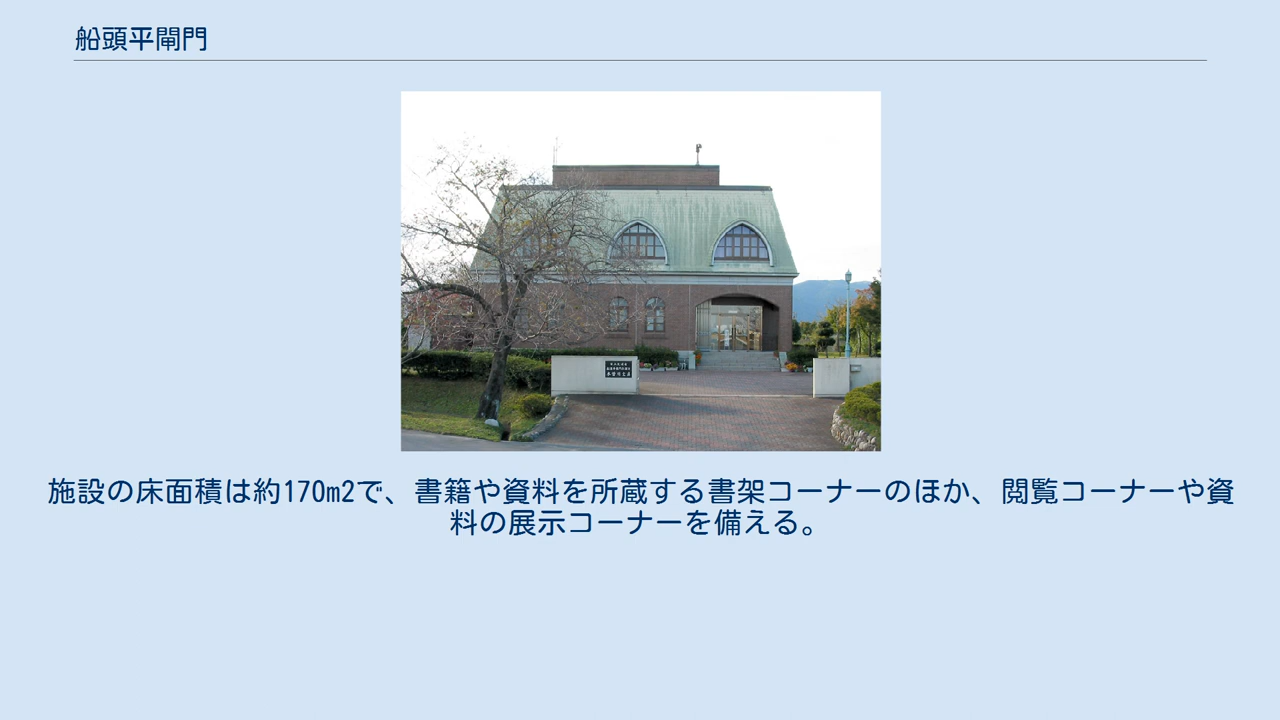 船頭平閘門
施設の床面積は約170m2で、書籍や資料を所蔵する書架コーナーのほか、閲覧コーナーや資
料の展示コーナーを備える。